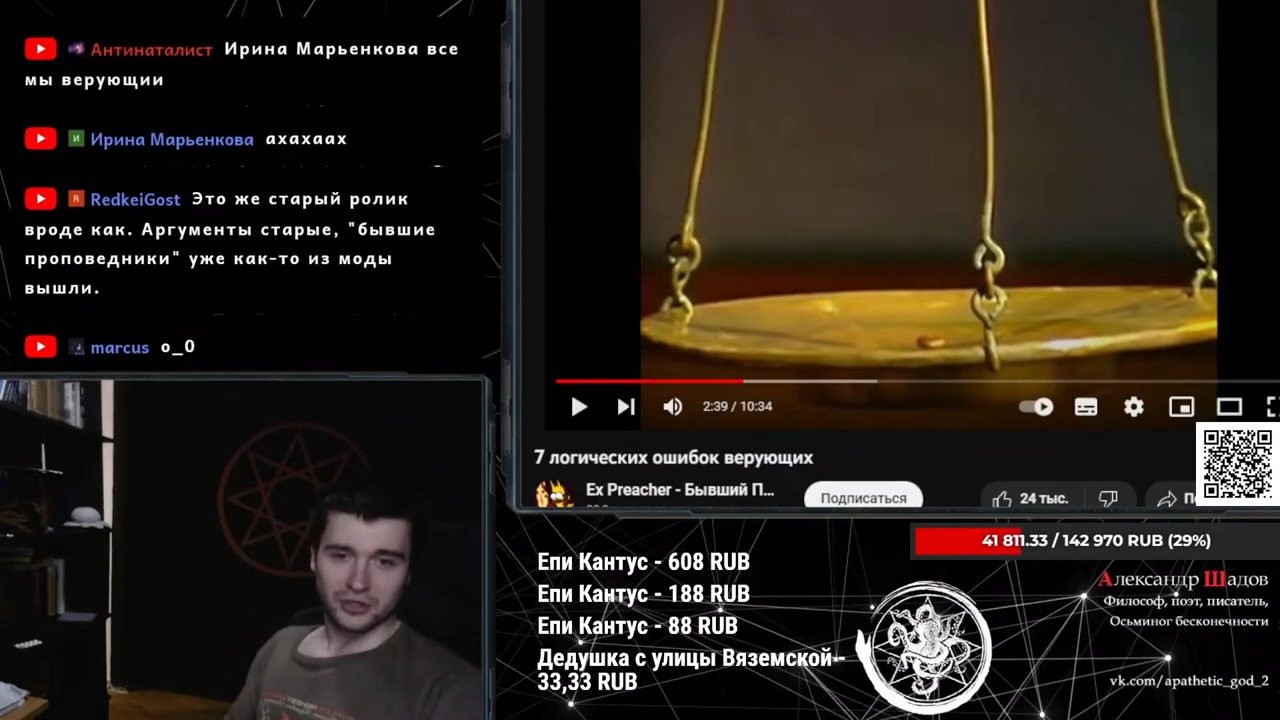 Антинаталист Ирина Марьенкова все
мы верующии
Ирина Марьенкова ахахаах
RedkeiGost Это же старый ролик
вроде как. Аргументы старые, "бывшие
проповедники" уже как-то из моды
вышли.
marcus o_0
2:39 / 10:34
7 логических ошибок верующих
Ex Preacher - Бывший П...
Подписаться
24 тыс.
41 811.33 / 142 970 RUB (29%)
Епи Кантус - 608 RUB
Епи Кантус - 188 RUB
Епи Кантус - 88 RUB
Дедушка с улицы Вяземской -
33,33 RUB
Александр Шадов
Философ, поэт, писатель,
Осьминог бесконечности
vk.com/apathetic_god_2